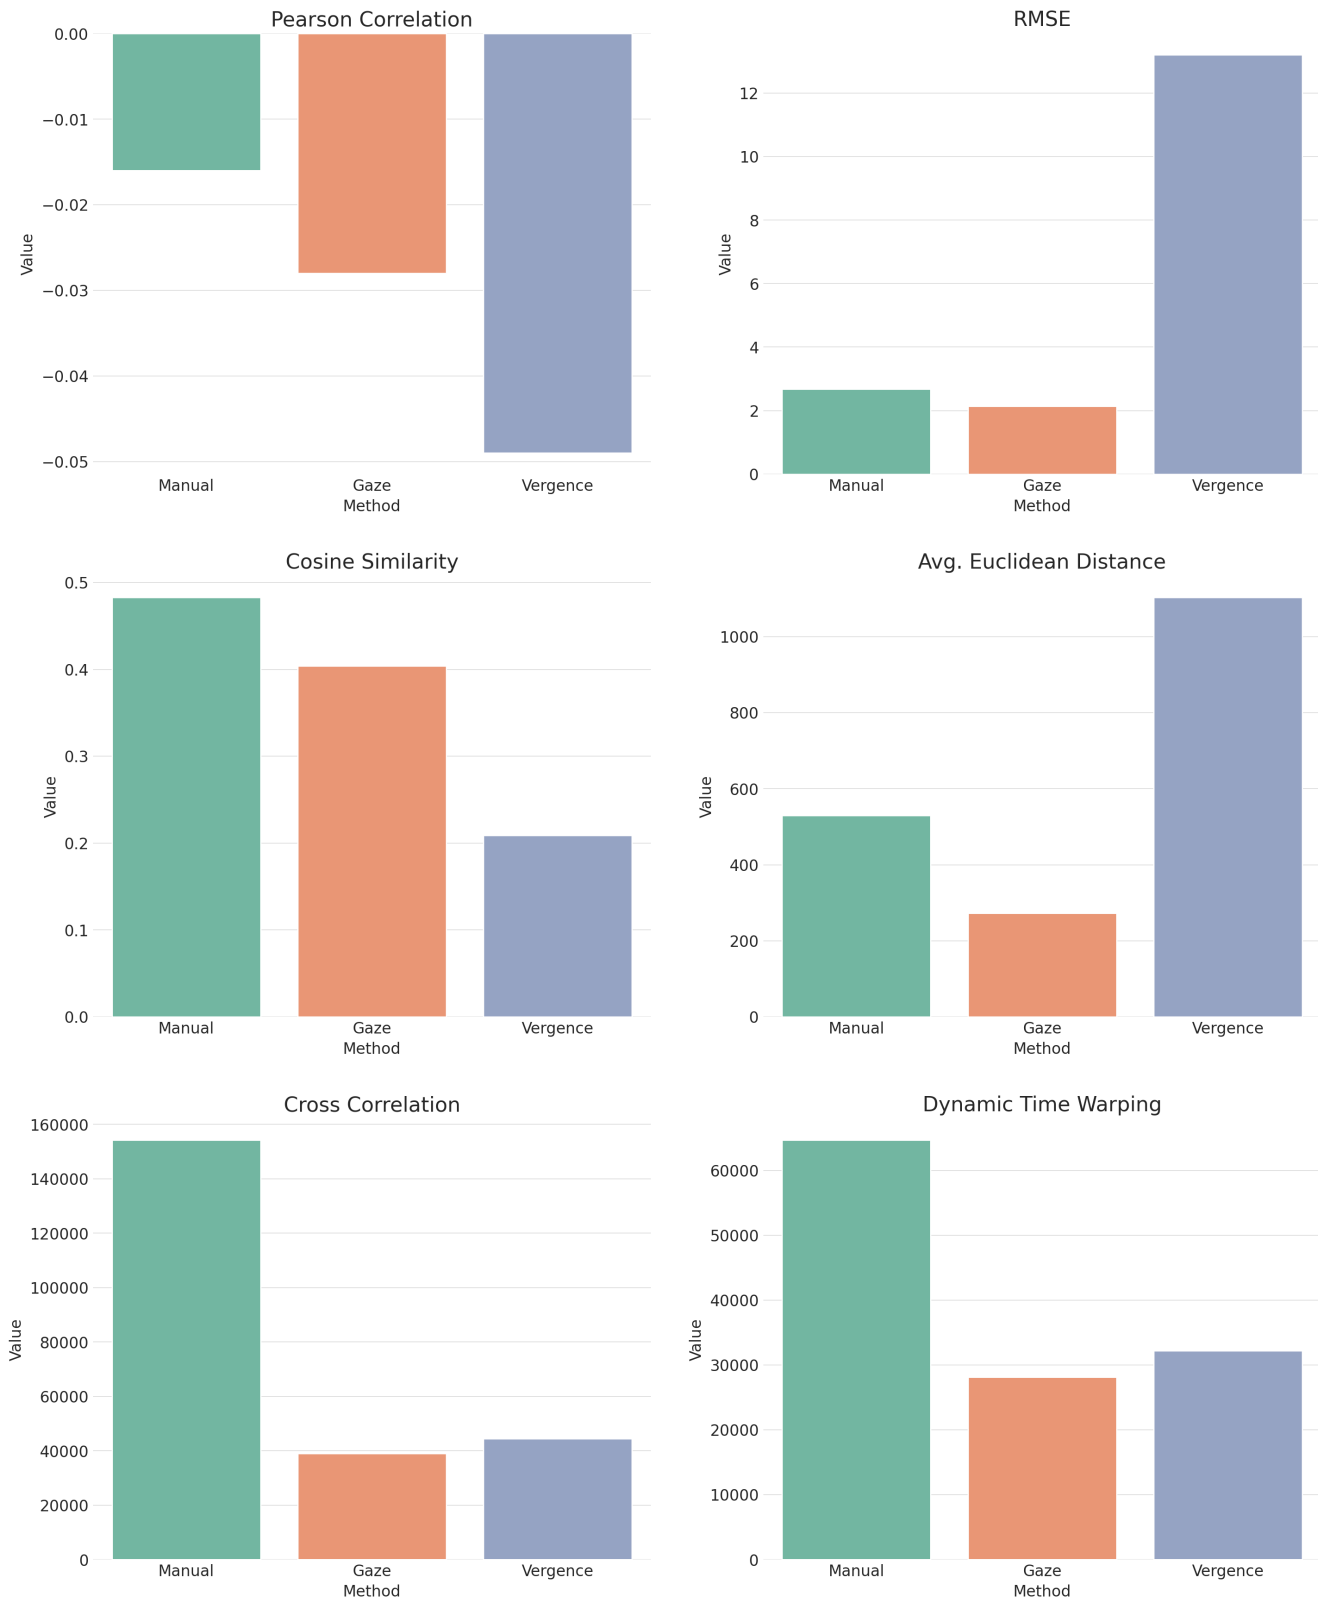 Pearson Correlation
0.00
−0.01
−0.02
−0.03
−0.04
−0.05
Value
Manual Gaze Vergence
Method
RMSE
12
10
8
6
4
2
0
Value
Manual Gaze Vergence
Method
Cosine Similarity
0.5
0.4
0.3
0.2
0.1
0.0
Value
Manual Gaze Vergence
Method
Avg. Euclidean Distance
1000
800
600
400
200
0
Value
Manual Gaze Vergence
Method
Cross Correlation
160000
140000
120000
100000
80000
60000
40000
20000
0
Value
Manual Gaze Vergence
Method
Dynamic Time Warping
60000
50000
40000
30000
20000
10000
0
Value
Manual Gaze Vergence
Method